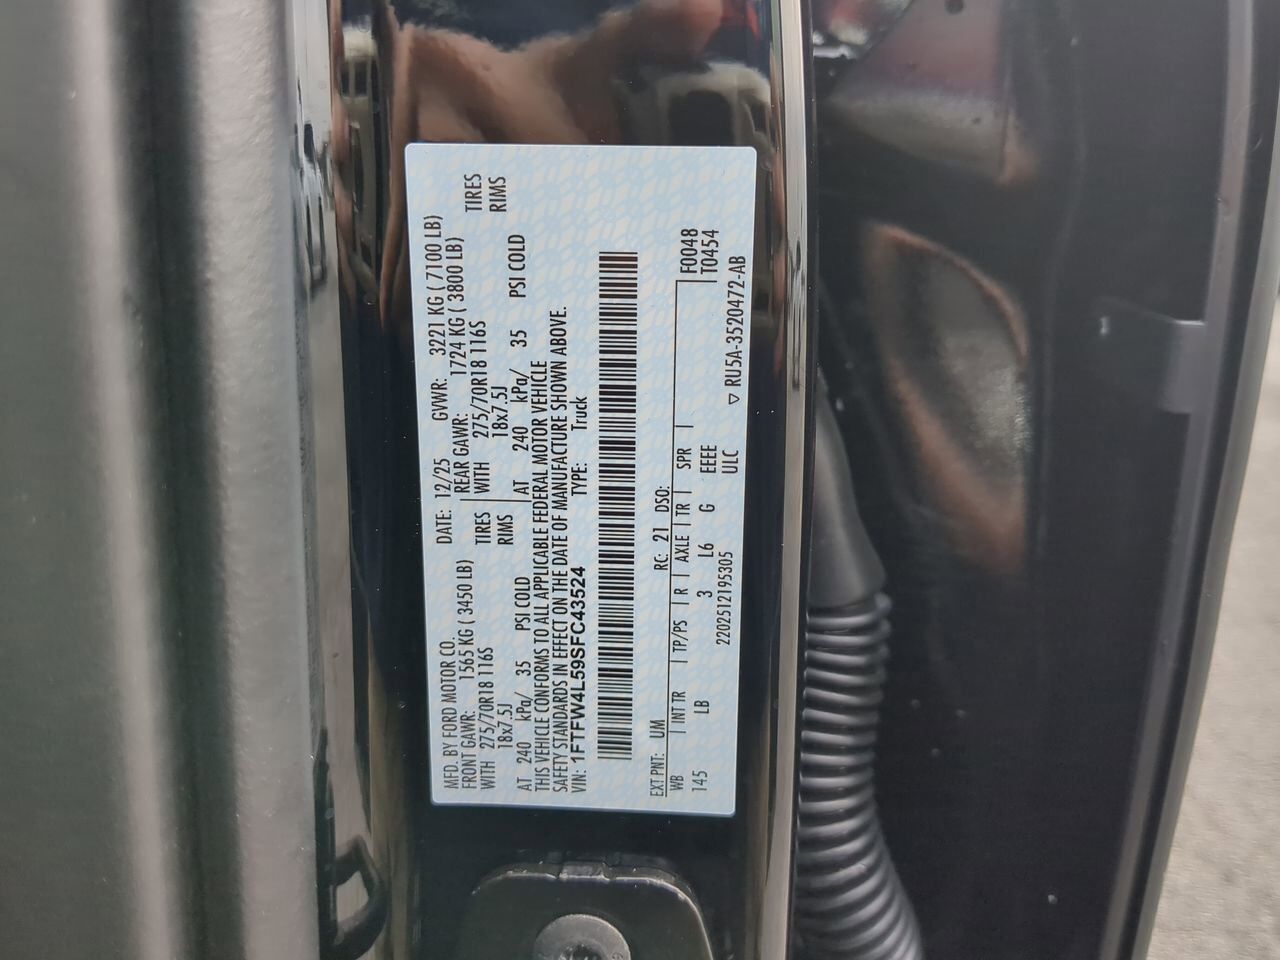 MFD. BY FORD MOTOR CO. DATE: 12/25 GVWR: 3221 KG ( 7100 LB)
FRONT GAWR: 1565 KG ( 3450 LB) REAR GAWR: 1724 KG ( 3800 LB)
WITH 275/70R18 116S TIRES WITH 275/70R18 116S TIRES
18x7.5J RIMS 18x7.5J RIMS
AT 240 kPa/ 35 PSI COLD AT 240 kPa/ 35 PSI COLD
THIS VEHICLE CONFORMS TO ALL APPLICABLE FEDERAL MOTOR VEHICLE
SAFETY STANDARDS IN EFFECT ON THE DATE OF MANUFACTURE SHOWN ABOVE.
VIN: 1FTFW4L59SFC43524 TYPE: Truck
EXT PNT: UM RC: 21 DSO: F0048
WB INT TR TP/PS R AXLE TR SPR T0454
145 LB 3 L6 G EEEE
2202512195305 ULC ▽ RU5A-3520472-AB